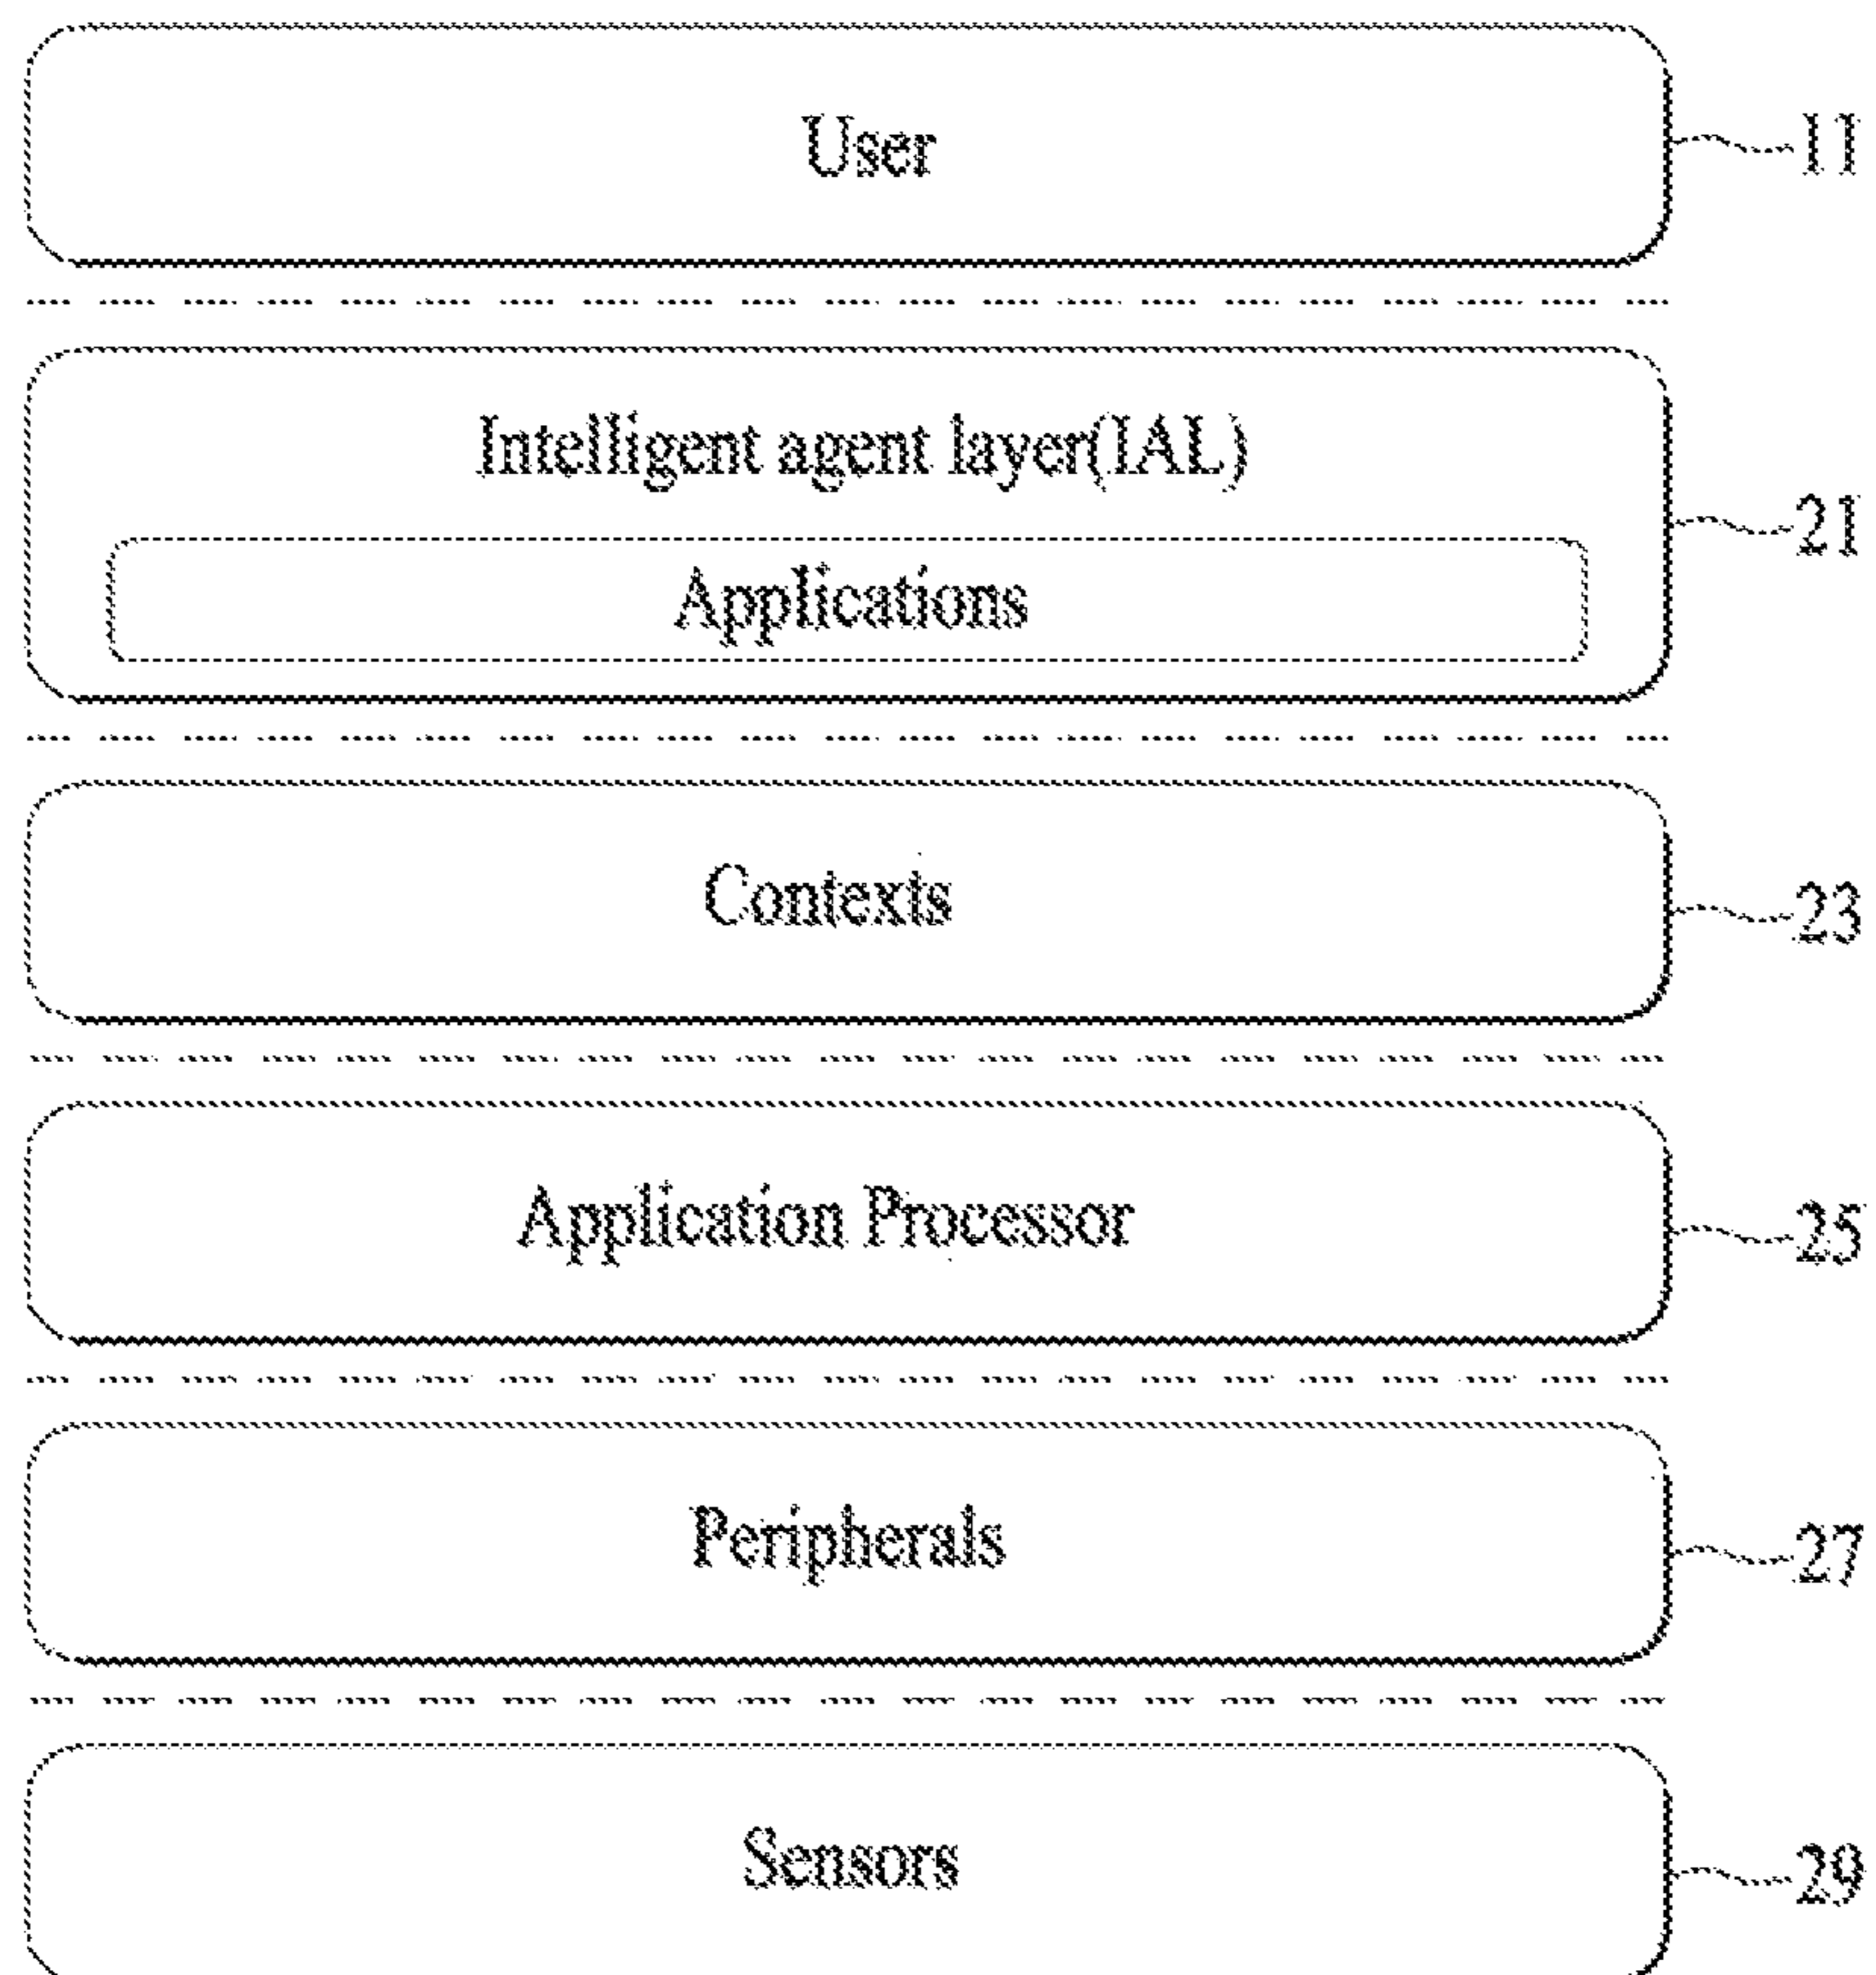 User
11
Intelligent agent layer(IAL)
21
Applications
Contexts
23
Application Processor
25
Peripherals
27
Sensors
29